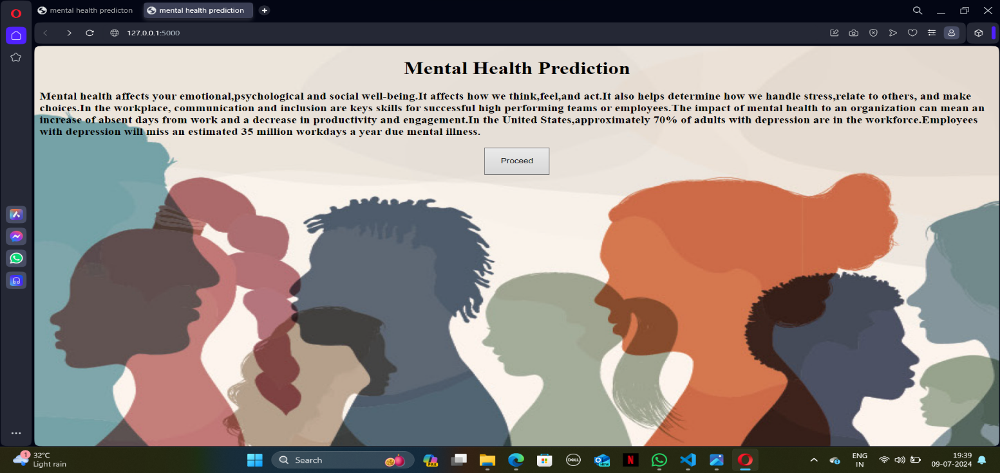 mental health predicton
mental health prediction
127.0.0.1:5000
Mental Health Prediction
Mental health affects your emotional,psychological and social well-being.It affects how we think,feel,and act.It also helps determine how we handle stress,relate to others, and make
choices.In the workplace, communication and inclusion are keys skills for successful high performing teams or employees.The impact of mental health to an organization can mean an
increase of absent days from work and a decrease in productivity and engagement.In the United States,approximately 70% of adults with depression are in the workforce.Employees
with depression will miss an estimated 35 million workdays a year due mental illness.
Proceed
1
32°C
Light rain
Search
PRE
DELL
NEW
N
ENG
IN
19:39
09-07-2024